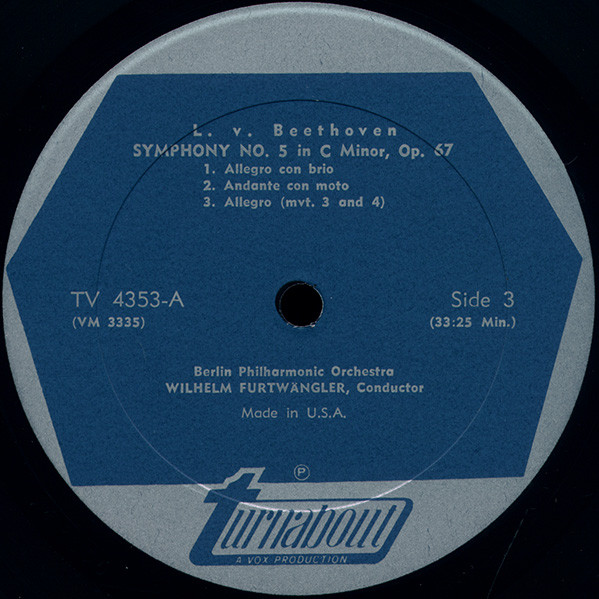 L. v. Beethoven
SYMPHONY NO. 5 in C Minor, Op. 67
1. Allegro con brio
2. Andante con moto
3. Allegro (mvt. 3 and 4)
TV 4353-A
(VM 3335)
Side 3
(33:25 Min.)
Berlin Philharmonic Orchestra
WILHELM FURTWÄNGLER, Conductor
Made in U.S.A.
Ⓟ
turnabout
A VOX PRODUCTION